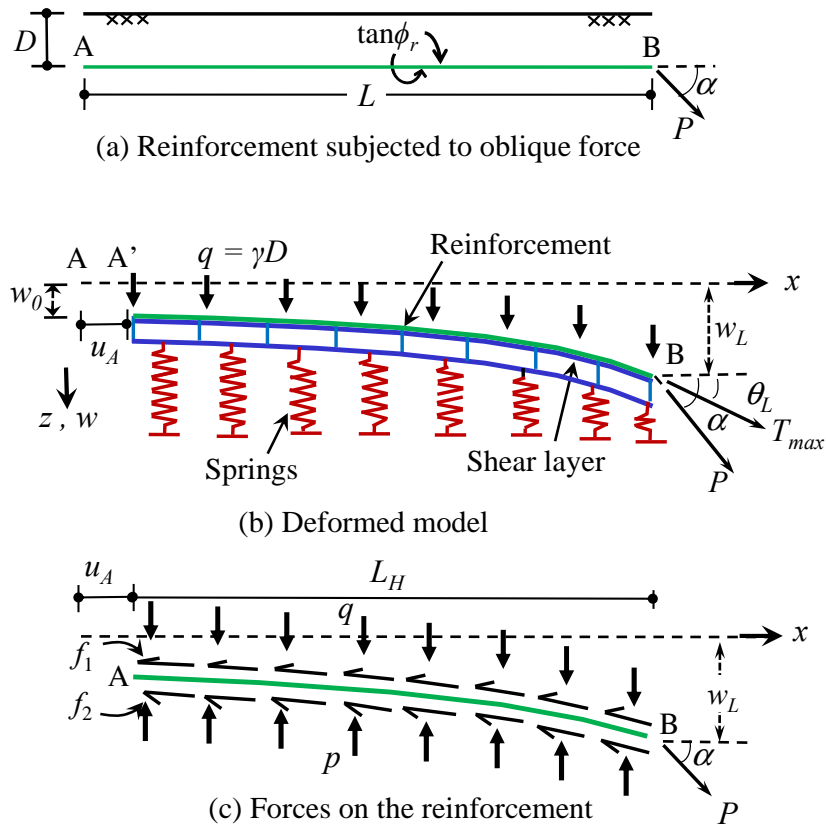 D
A
tanϕr
B
α
L
P
(a) Reinforcement subjected to oblique force
A A’
q = γD
Reinforcement
x
w0
wL
uA
B
θL
α
z , w
Tmax
Springs
Shear layer
P
(b) Deformed model
uA
LH
q
x
f1
A
wL
f2
B
α
p
P
(c) Forces on the reinforcement